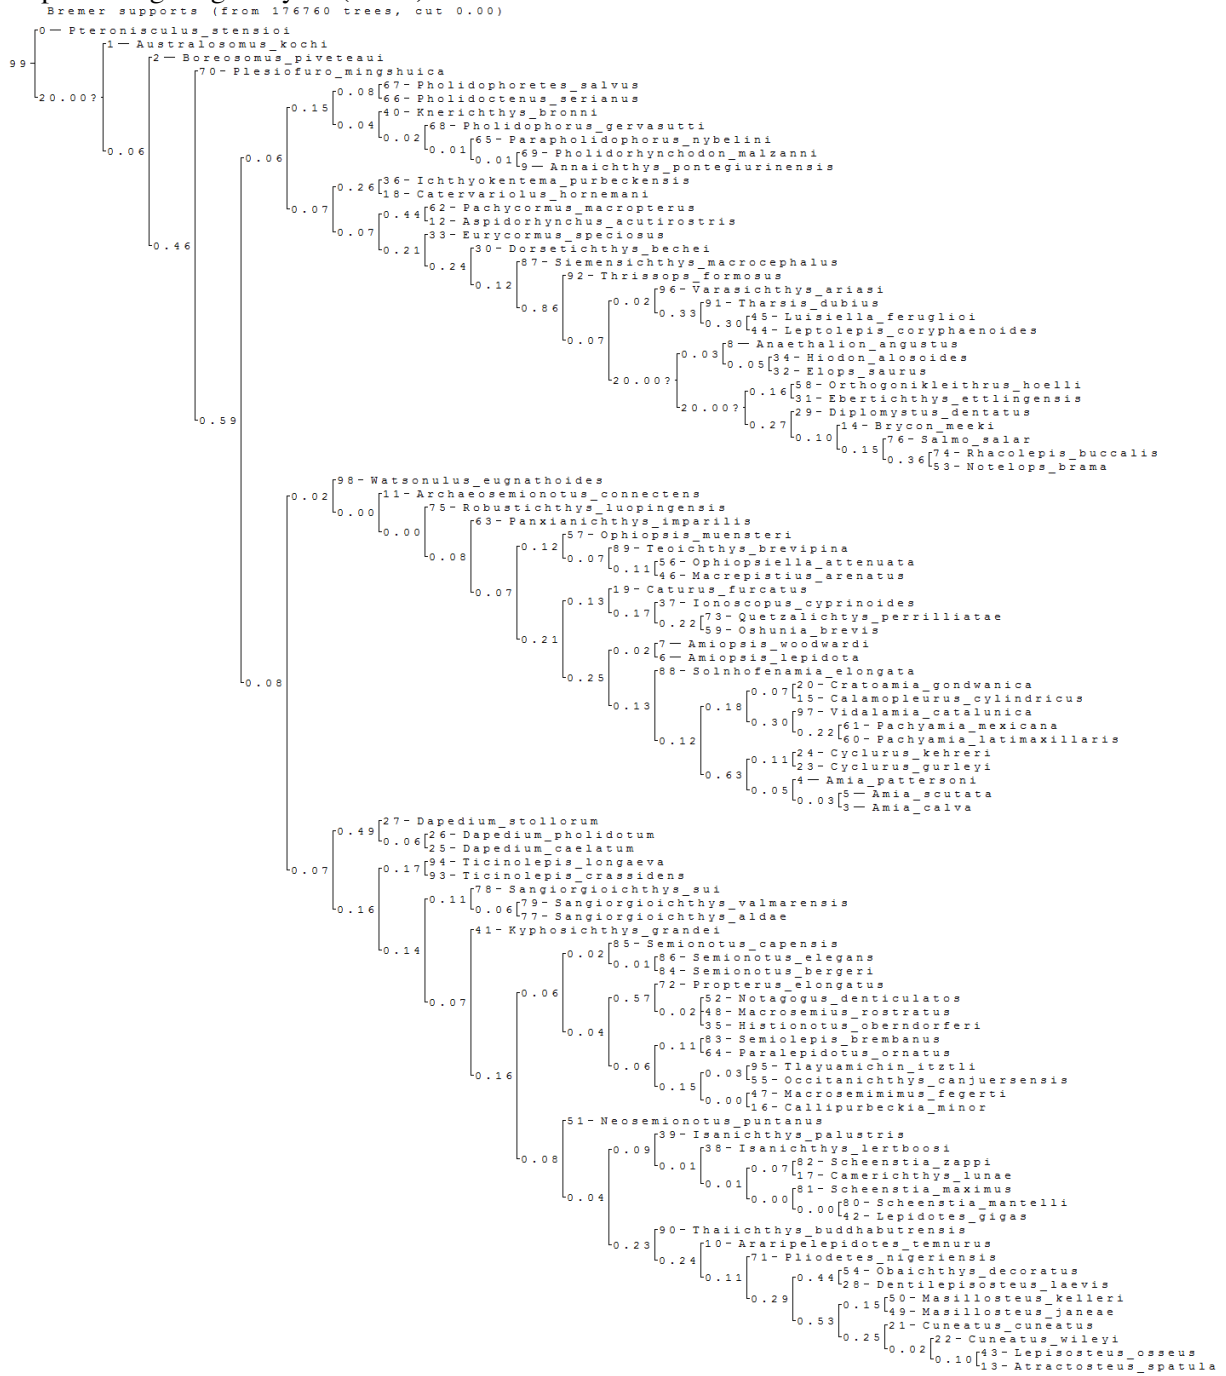 Bremer supports (from 176760 trees, cut 0.00)
0 — Pteronisculus_stensioi
1 — Australosomus_kochi
2 — Boreosomus_piveteaui
99
70 - Plesiofuro_mingshuica
67 - Pholidophoretes_salvus
0.08
20.00?
66 - Pholidoctenus_serianus
0.15
40 - Knerichthys_bronni
0.04
68 - Pholidophorus_gervasutti
0.02
65 - Parapholidophorus_nybelini
0.01
0.06
69 - Pholidorhynchodon_malzanni
0.06
0.01
9 — Annaichthys_pontegiurinensis
36 - Ichthyokentema_purbeckensis
0.26
18 - Catervariolus_hornemani
0.07
62 - Pachycormus_macropterus
0.44
12 - Aspidorhynchus_acutirostris
0.07
33 - Eurycormus_speciosus
0.46
0.21
30 - Dorsetichthys_bechei
0.24
87 - Siemensichthys_macrocephalus
0.12
92 - Thrissops_formosus
96 - Varasichthys_ariasi
0.02
0.86
91 - Tharsis_dubius
0.33
45 - Luisiella_feruglioi
0.30
44 - Leptolepis_coryphaenoides
0.07
8 — Anaethalion_angustus
0.03
34 - Hiodon_alosoides
0.05
32 - Elops_saurus
20.00?
58 - Orthogonikleithrus_hoelli
0.16
31 - Ebertichthys_ettlingensis
20.00?
29 - Diplomystus_dentatus
0.59
0.27
14 - Brycon_meeki
0.10
76 - Salmo_salar
0.15
74 - Rhacolepis_buccalis
0.36
53 - Notelops_brama
98 - Watsonulus_eugnathoides
0.02
11 - Archaeosemionotus_connectens
0.00
75 - Robustichthys_luopingensis
0.00
63 - Panxianichthys_imparilis
57 - Ophiopsis_muensteri
0.12
0.08
89 - Teoichthys_brevipina
0.07
56 - Ophiopsiella_attenuata
0.11
46 - Macrepistius_arenatus
0.07
19 - Caturus_furcatus
0.13
37 - Ionoscopus_cyprinoides
0.17
73 - Quetzalichtys_perrilliatae
0.22
59 - Oshunia_brevis
0.21
7 — Amiopsis_woodwardi
0.02
6 — Amiopsis_lepidota
88 - Solnhofenamia_elongata
0.25
0.08
20 - Cratoamia_gondwanica
0.07
15 - Calamopleurus_cylindricus
0.13
0.18
97 - Vidalamia_catalunica
0.30
61 - Pachyamia_mexicana
0.22
60 - Pachyamia_latimaxillaris
0.12
24 - Cyclurus_kehreri
0.11
23 - Cyclurus_gurleyi
0.63
4 — Amia_pattersoni
0.05
5 — Amia_scutata
0.03
3 — Amia_calva
27 - Dapedium_stollorum
0.49
26 - Dapedium_pholidotum
0.06
25 - Dapedium_caelatum
94 - Ticinolepis_longaeva
0.07
0.17
93 - Ticinolepis_crassidens
78 - Sangiorgioichthys_sui
0.11
79 - Sangiorgioichthys_valmarensis
0.16
0.06
77 - Sangiorgioichthys_aldae
41 - Kyphosichthys_grandei
85 - Semionotus_capensis
0.14
0.02
86 - Semionotus_elegans
0.01
84 - Semionotus_bergeri
72 - Propterus_elongatus
0.06
0.57
52 - Notagogus_denticulatos
0.07
0.02
48 - Macrosemius_rostratus
35 - Histionotus_oberndorferi
0.04
83 - Semiolepis_brembanus
0.11
64 - Paralepidotus_ornatus
0.06
95 - Tlayuamichin_itztli
0.16
0.03
55 - Occitanichthys_canjuersensis
0.15
47 - Macrosemimimus_fegerti
0.00
16 - Callipurbeckia_minor
51 - Neosemionotus_puntanus
39 - Isanichthys_palustris
0.09
38 - Isanichthys_lertboosi
0.08
0.01
82 - Scheenstia_zappi
0.07
17 - Camerichthys_lunae
0.01
81 - Scheenstia_maximus
0.04
0.00
80 - Scheenstia_mantelli
0.00
42 - Lepidotes_gigas
90 - Thaiichthys_buddhabutrensis
0.23
10 - Araripelepidotes_temnurus
0.24
71 - Pliodetes_nigeriensis
0.11
54 - Obaichthys_decoratus
0.44
28 - Dentilepisosteus_laevis
0.29
50 - Masillosteus_kelleri
0.15
49 - Masillosteus_janeae
0.53
21 - Cuneatus_cuneatus
0.25
22 - Cuneatus_wileyi
0.02
43 - Lepisosteus_osseus
0.10
13 - Atractosteus_spatula